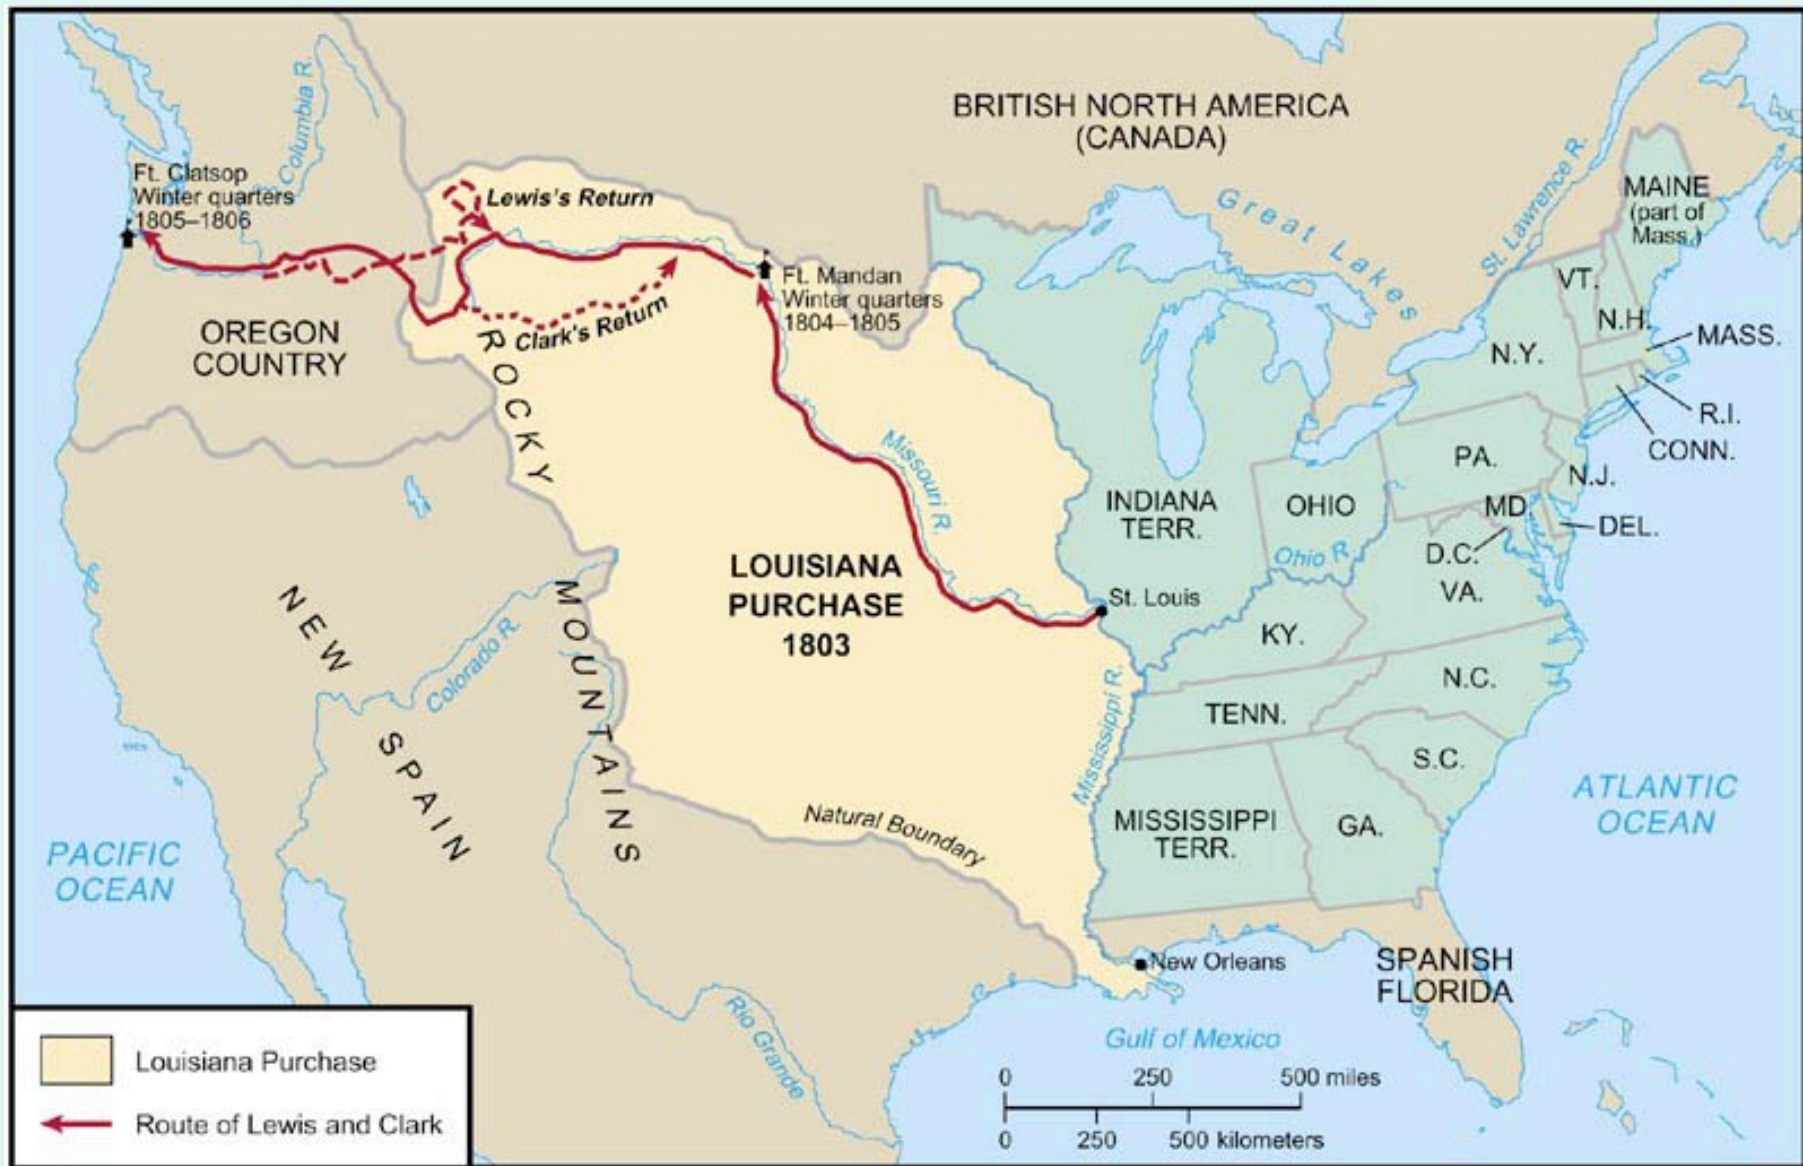 BRITISH NORTH AMERICA
(CANADA)
Columbia R.
Ft. Clatsop
Winter quarters
1805–1806
Lewis's Return
Great Lakes
St. Lawrence R.
MAINE
(part of
Mass.)
Ft. Mandan
Winter quarters
1804–1805
Clark's Return
OREGON
COUNTRY
VT.
N.H.
MASS.
N.Y.
R.I.
CONN.
ROCKY
MOUNTAINS
Missouri R.
PA.
N.J.
INDIANA
TERR.
OHIO
MD.
DEL.
D.C.
Ohio R.
VA.
LOUISIANA
PURCHASE
1803
St. Louis
KY.
NEW
SPAIN
Colorado R.
Mississippi R.
N.C.
TENN.
S.C.
ATLANTIC
OCEAN
MISSISSIPPI
TERR.
GA.
Natural Boundary
PACIFIC
OCEAN
New Orleans
SPANISH
FLORIDA
Rio Grande
Gulf of Mexico
Louisiana Purchase
Route of Lewis and Clark
0 250 500 miles
0 250 500 kilometers